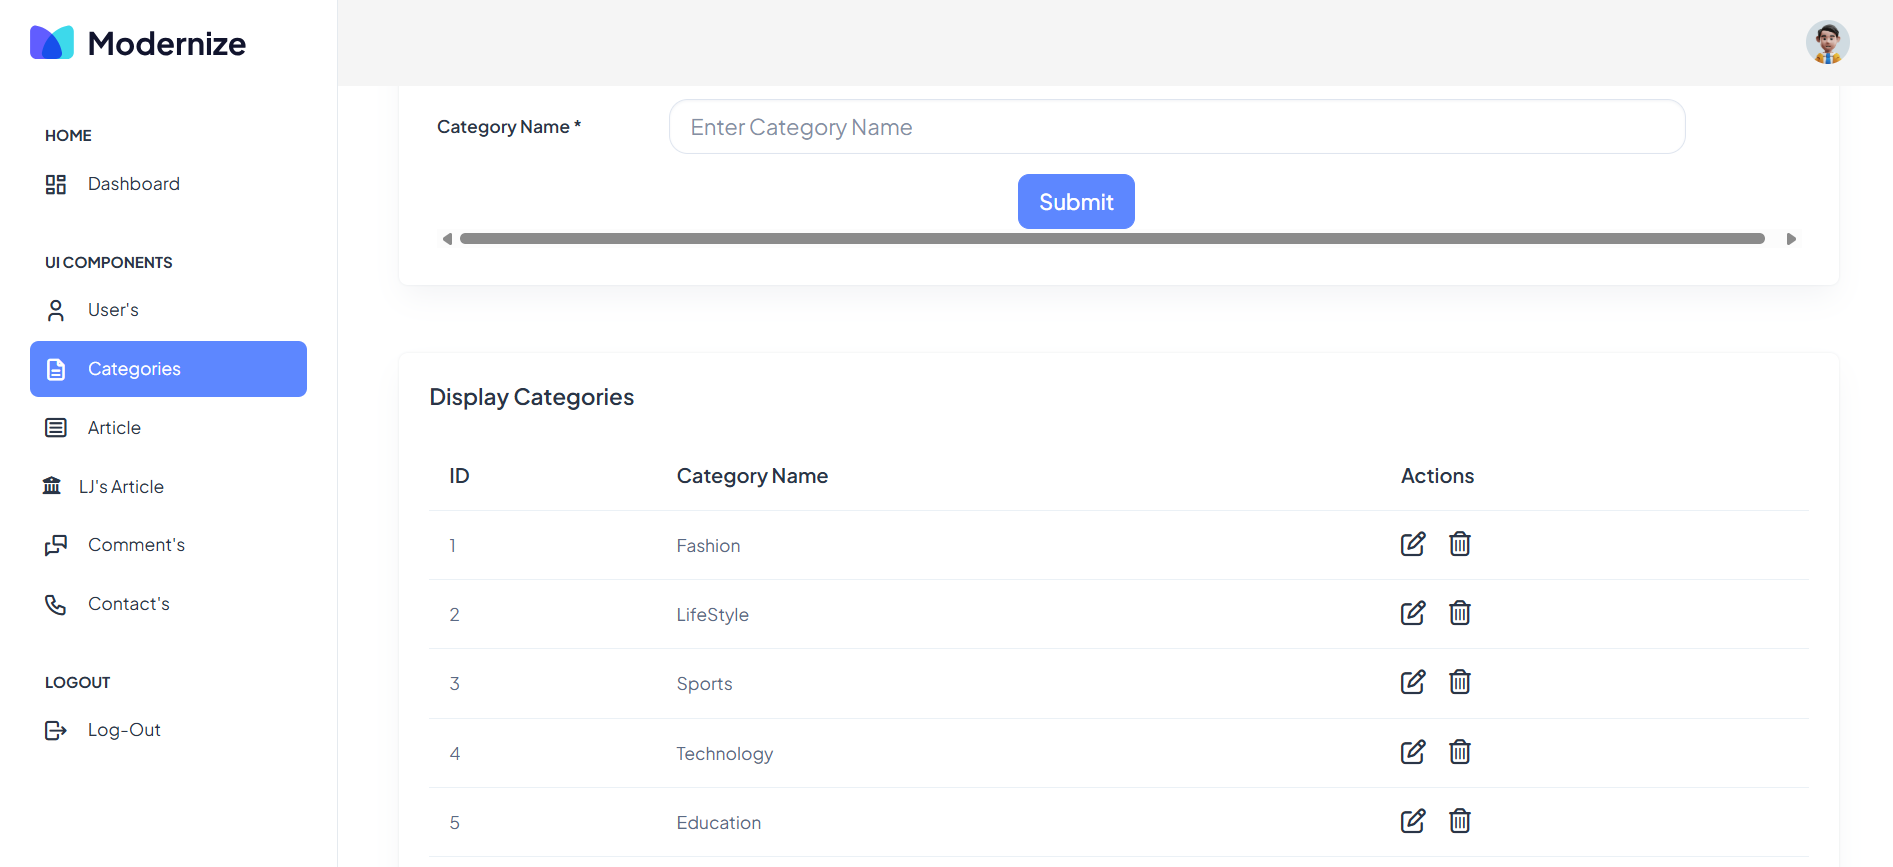 Modernize
HOME
Dashboard
UI COMPONENTS
User's
Categories
Article
LJ's Article
Comment's
Contact's
LOGOUT
Log-Out
Category Name *
Enter Category Name
Submit
Display Categories
ID Category Name Actions
1 Fashion
2 LifeStyle
3 Sports
4 Technology
5 Education